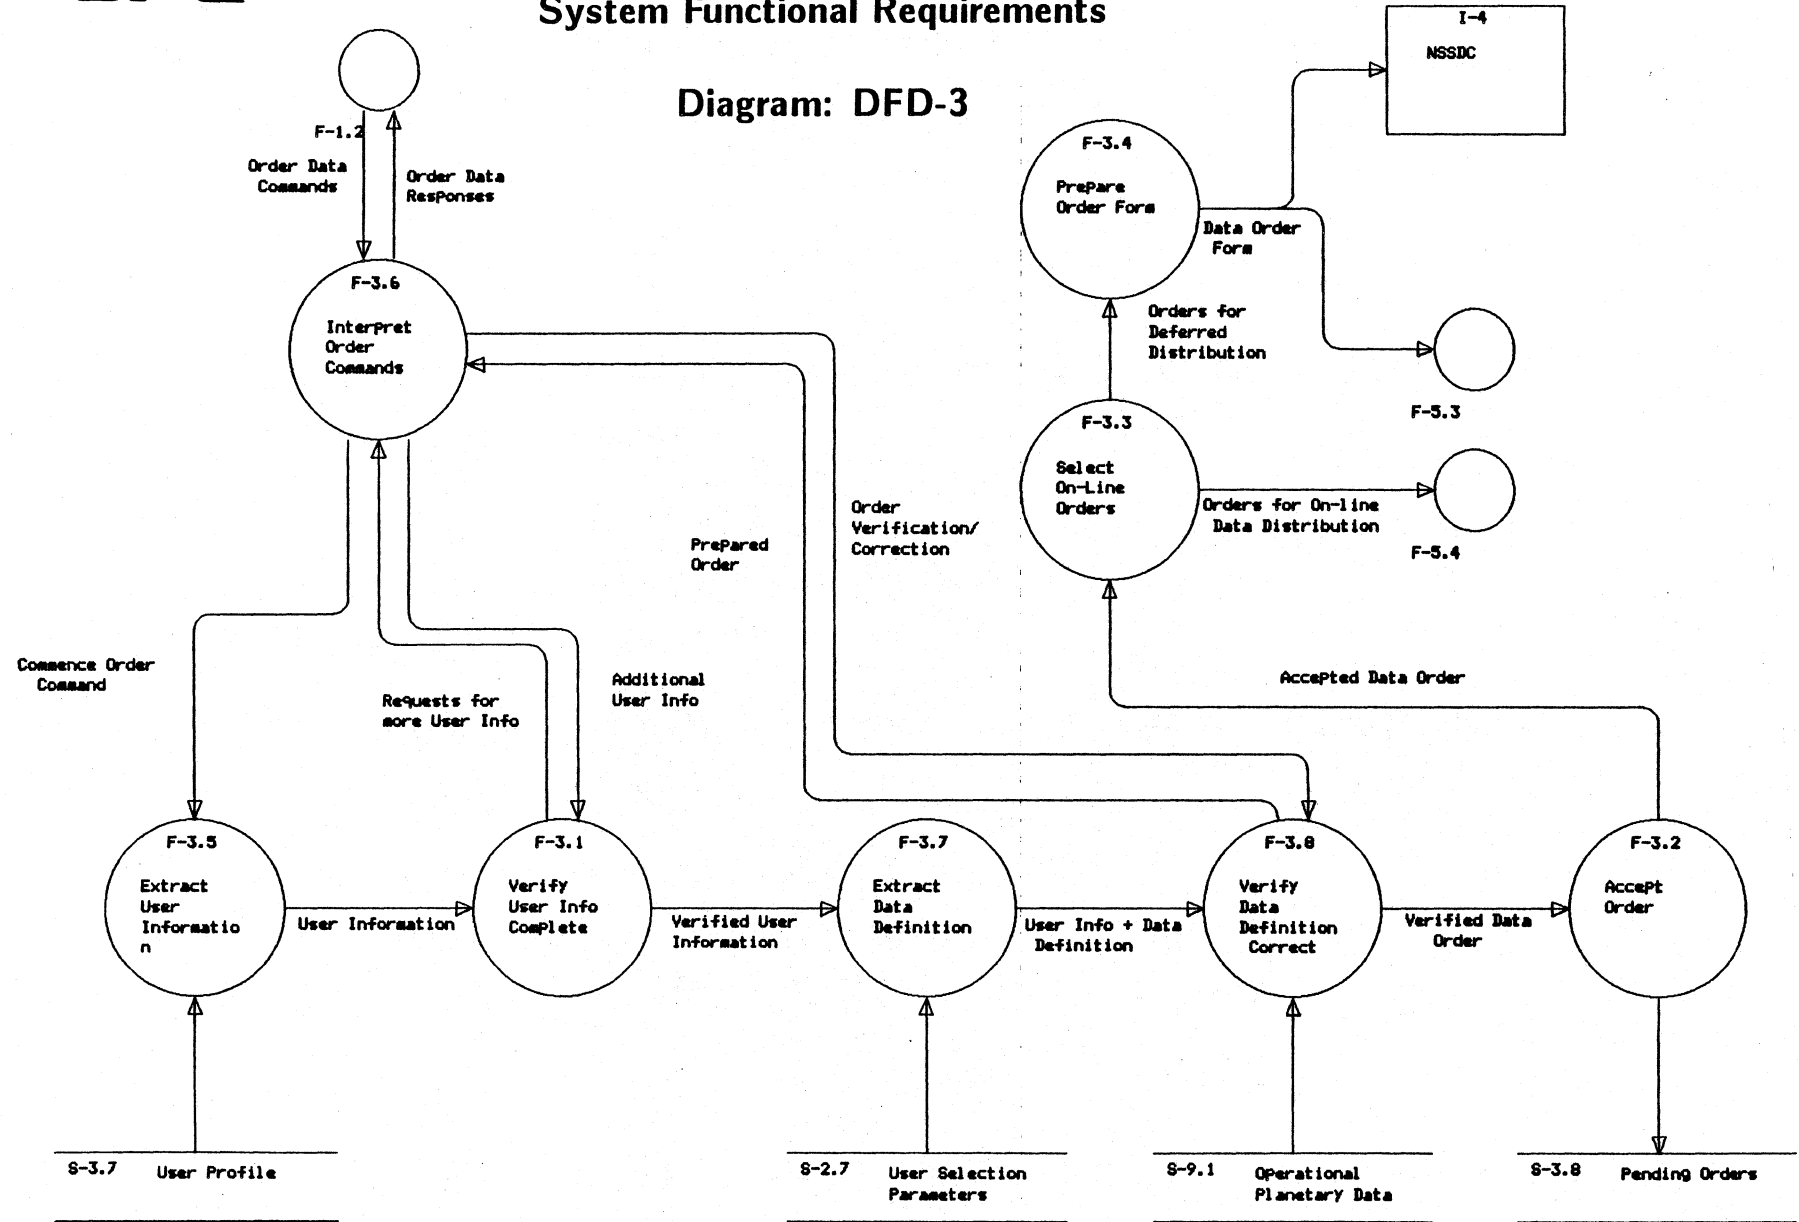 System Functional Requirements
Diagram: DFD-3
I-4
NSSDC
F-1.2
Order Data
Commands
Order Data
Responses
F-3.4
Prepare
Order Form
Data Order
Form
F-3.6
Interpret
Order
Commands
Orders for
Deferred
Distribution
F-5.3
F-3.3
Select
On-Line
Orders
Orders for On-line
Data Distribution
F-5.4
Order
Verification/
Correction
Prepared
Order
Commence Order
Command
Requests for
more User Info
Additional
User Info
Accepted Data Order
F-3.5
Extract
User
Informatio
n
User Information
F-3.1
Verify
User Info
Complete
Verified User
Information
F-3.7
Extract
Data
Definition
User Info + Data
Definition
F-3.8
Verify
Data
Definition
Correct
Verified Data
Order
F-3.2
Accept
Order
S-3.7 User Profile
S-2.7 User Selection
Parameters
S-9.1 Operational
Planetary Data
S-3.8 Pending Orders